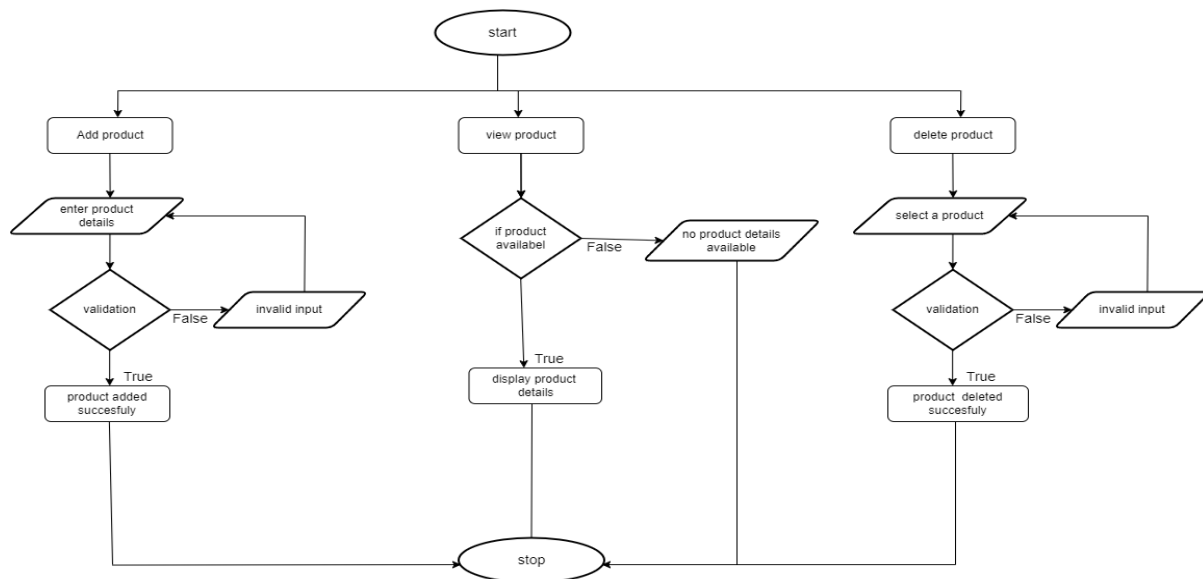 start
Add product
view product
delete product
enter product
details
if product
availabel
False
no product details
available
select a product
validation
False
invalid input
validation
False
invalid input
True
product added
succesfuly
True
display product
details
True
product deleted
succesfuly
stop